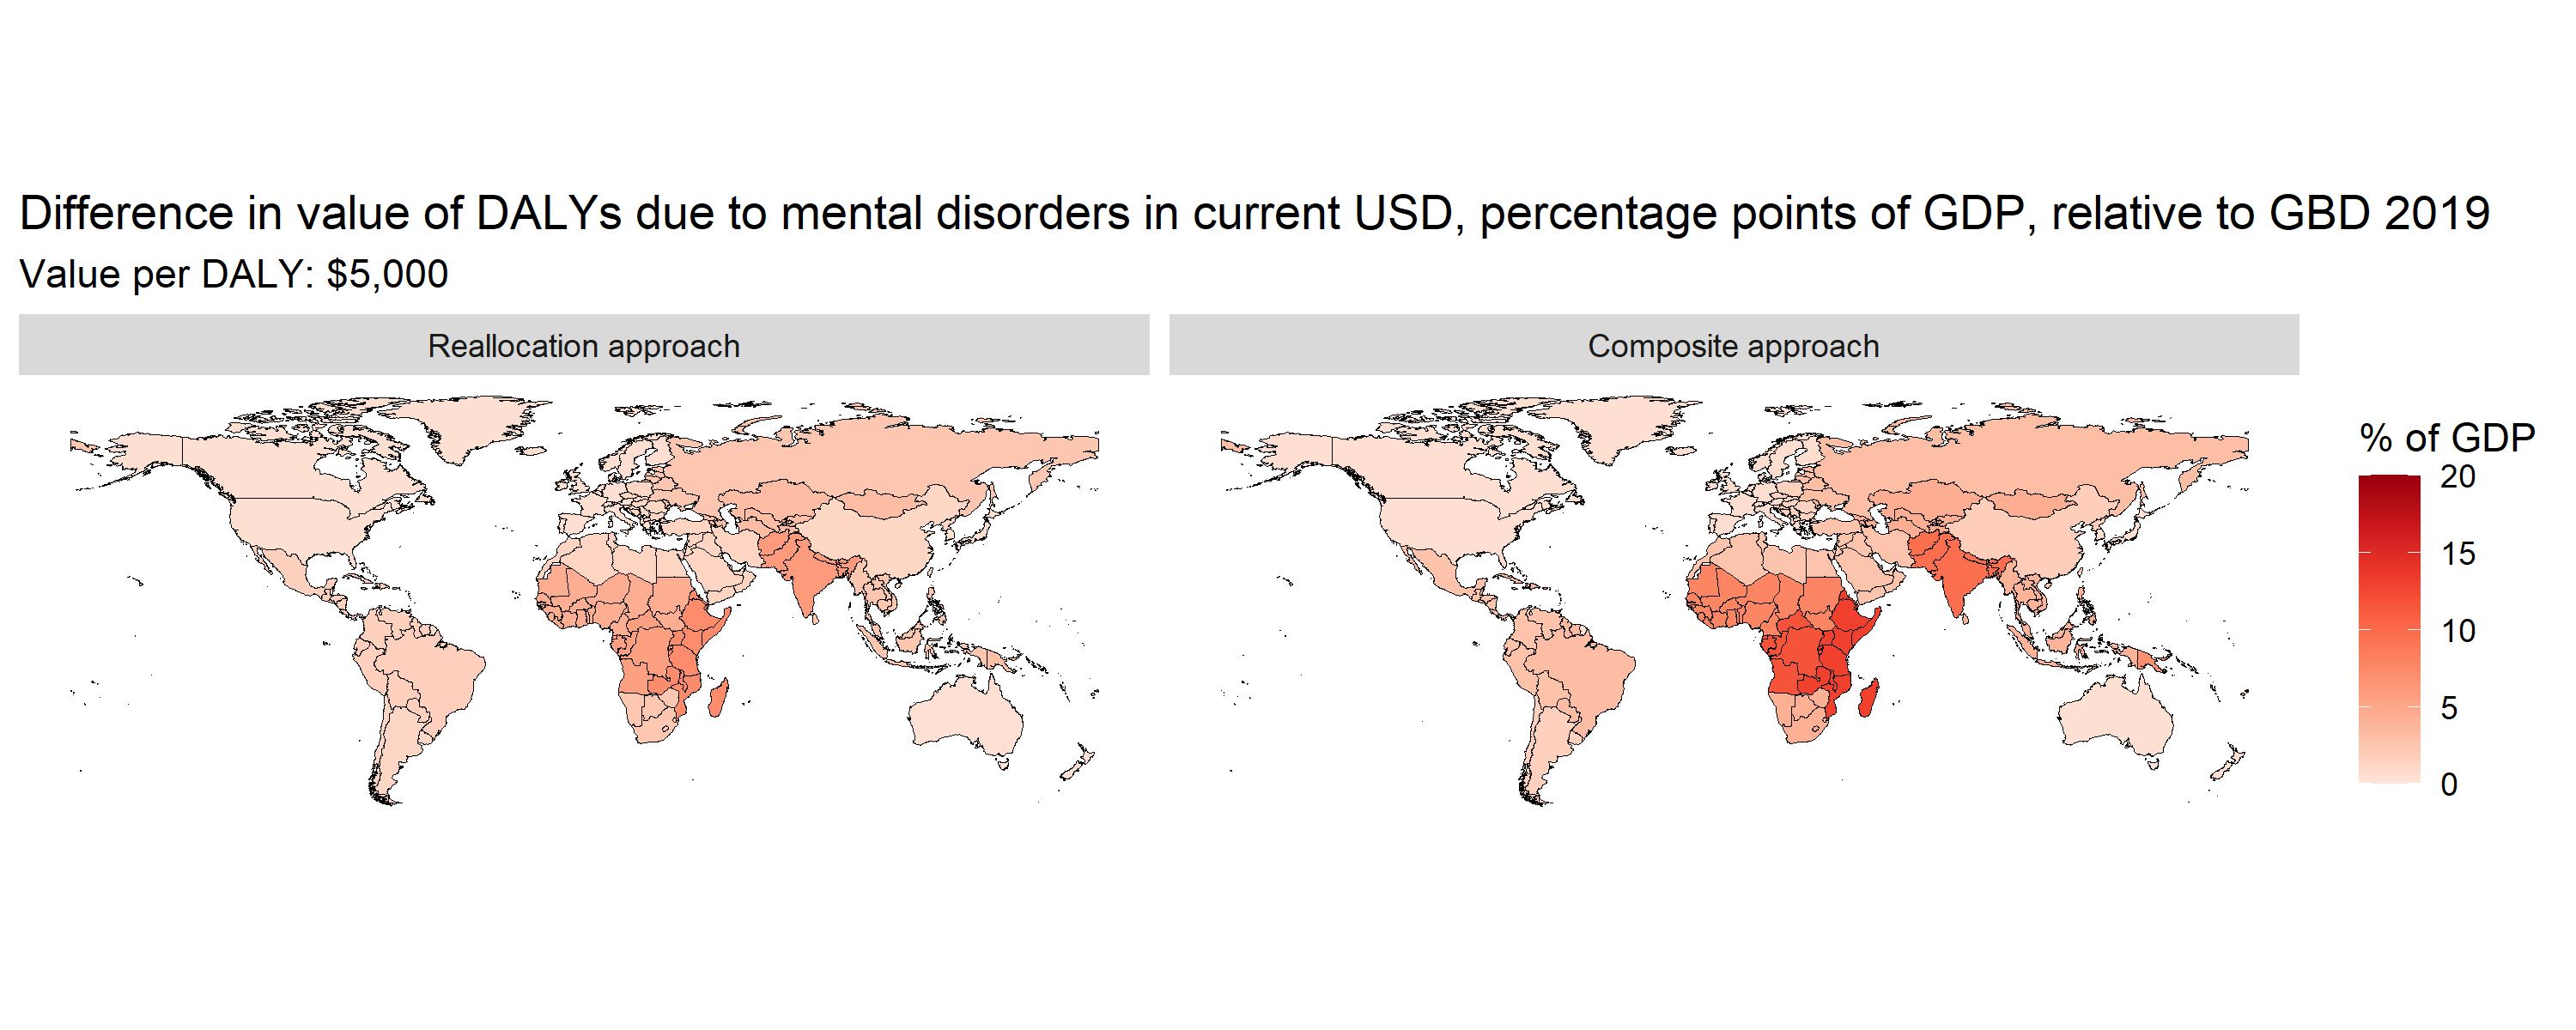 Difference in value of DALYs due to mental disorders in current USD, percentage points of GDP, relative to GBD 2019
Value per DALY: $5,000
Reallocation approach
Composite approach
% of GDP
20
15
10
5
0